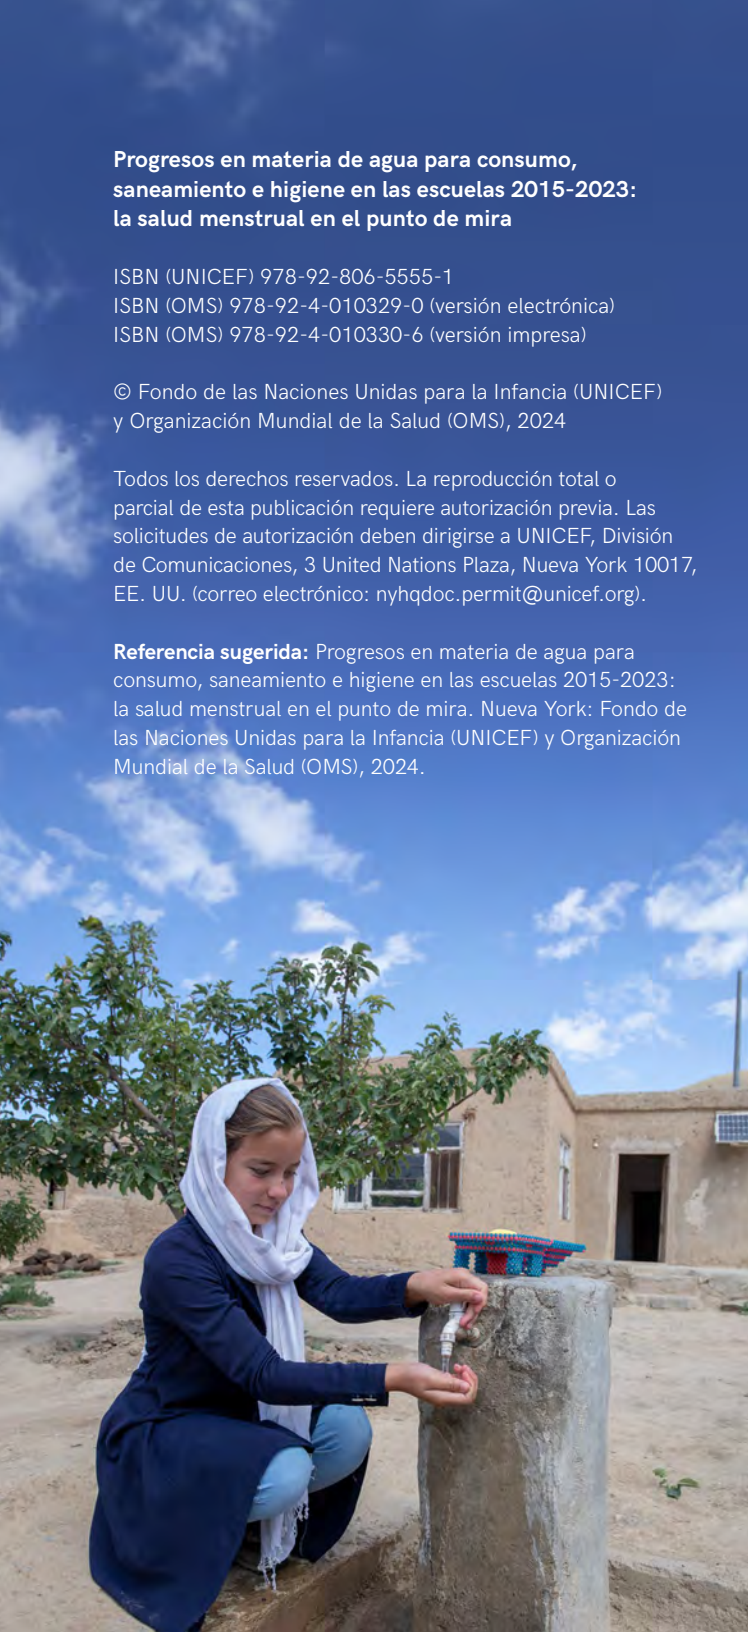 Progresos en materia de agua para consumo,
saneamiento e higiene en las escuelas 2015-2023:
la salud menstrual en el punto de mira
ISBN (UNICEF) 978-92-806-5555-1
ISBN (OMS) 978-92-4-010329-0 (versión electrónica)
ISBN (OMS) 978-92-4-010330-6 (versión impresa)
© Fondo de las Naciones Unidas para la Infancia (UNICEF)
y Organización Mundial de la Salud (OMS), 2024
Todos los derechos reservados. La reproducción total o
parcial de esta publicación requiere autorización previa. Las
solicitudes de autorización deben dirigirse a UNICEF, División
de Comunicaciones, 3 United Nations Plaza, Nueva York 10017,
EE. UU. (correo electrónico: nyhqdoc.permit@unicef.org).
Referencia sugerida: Progresos en materia de agua para
consumo, saneamiento e higiene en las escuelas 2015-2023:
la salud menstrual en el punto de mira. Nueva York: Fondo de
las Naciones Unidas para la Infancia (UNICEF) y Organización
Mundial de la Salud (OMS), 2024.